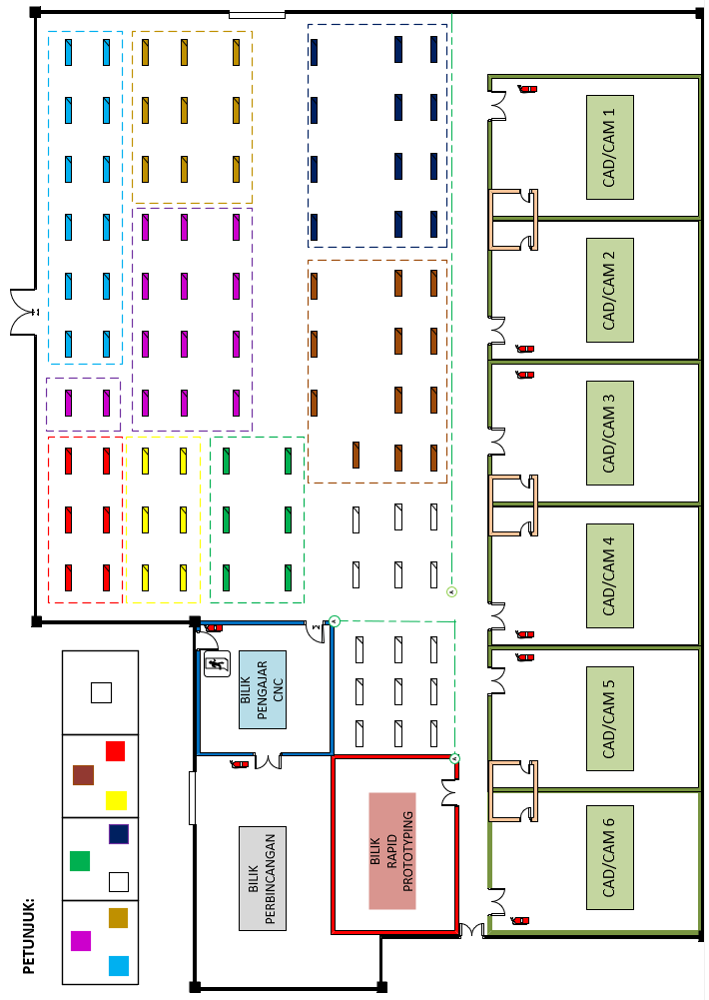 CAD/CAM 1
CAD/CAM 2
CAD/CAM 3
CAD/CAM 4
CAD/CAM 5
CAD/CAM 6
BILIK
PENGAJAR
CNC
BILIK
RAPID
PROTOTYPING
BILIK
PERBINCANGAN
PETUNJUK:
A
A
A